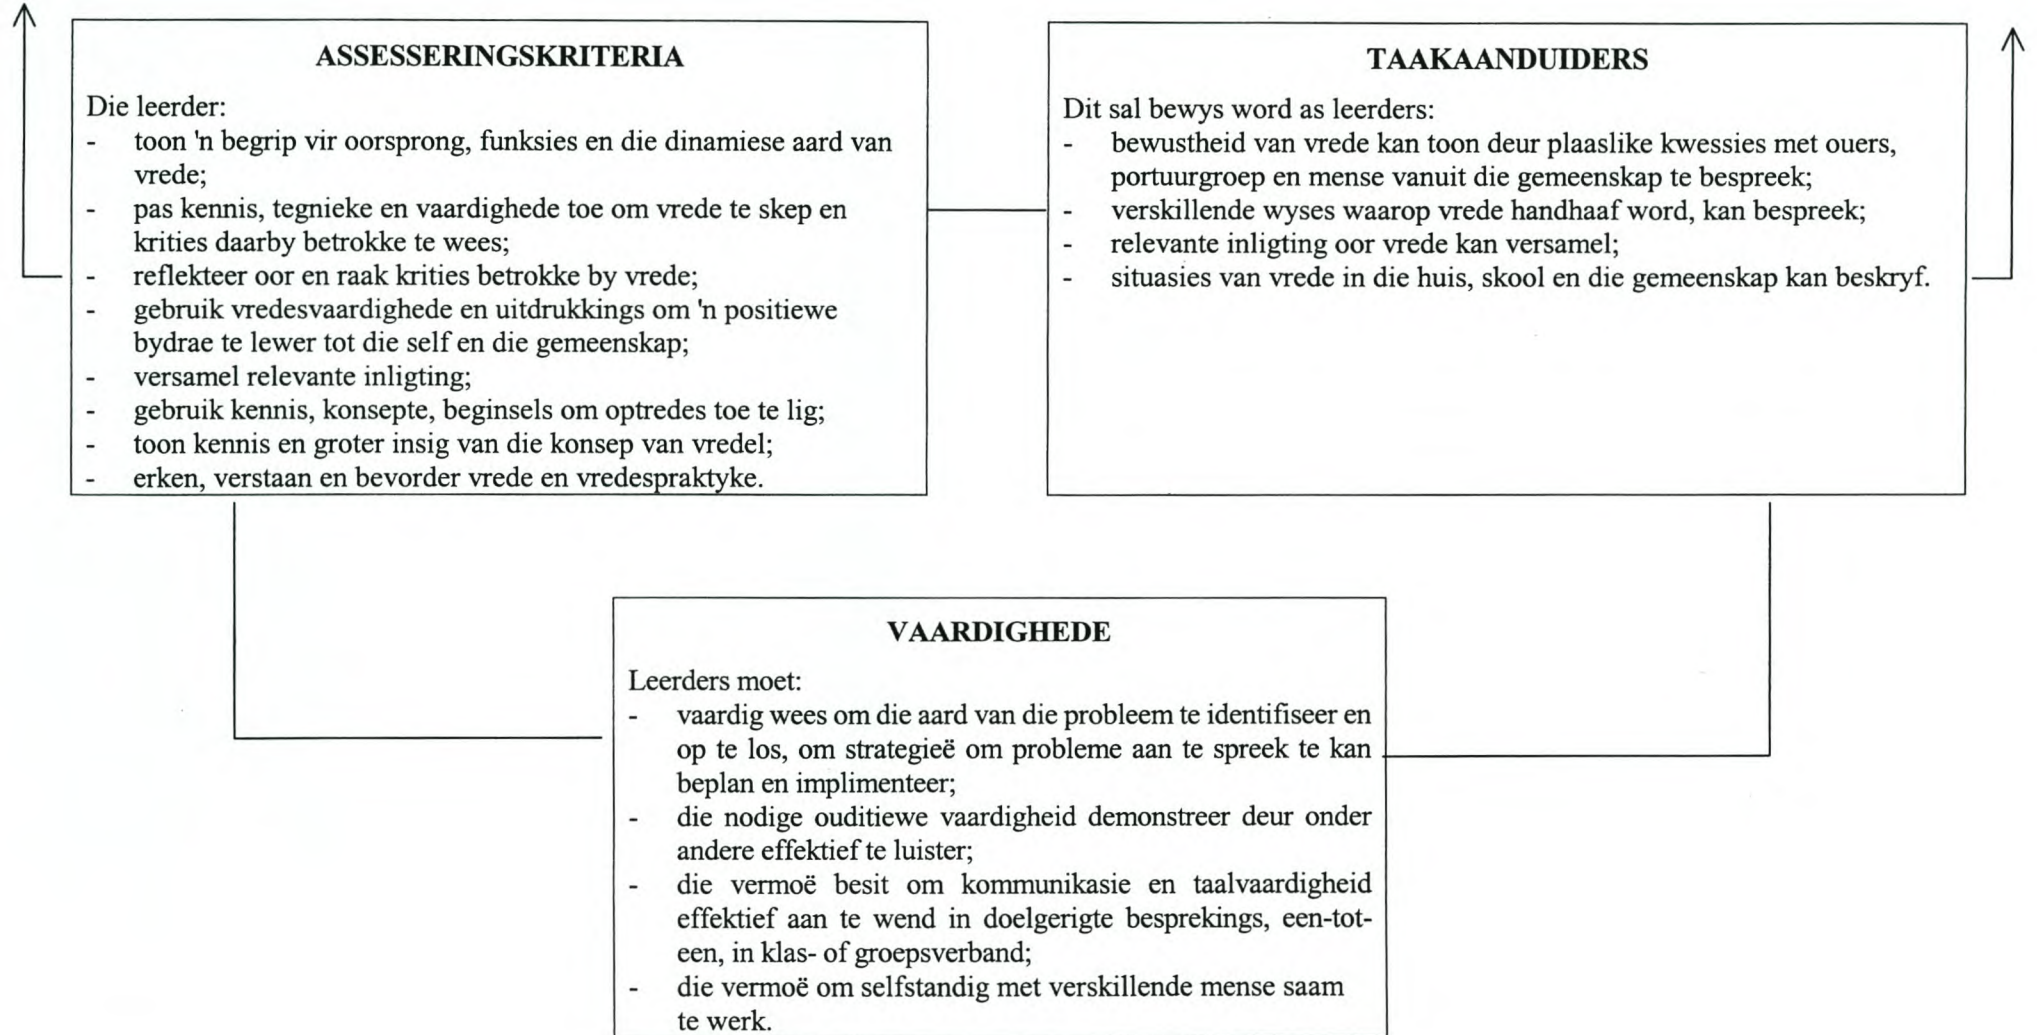 ASSESSERINGSKRITERIA
Die leerder:
- toon 'n begrip vir oorsprong, funksies en die dinamiese aard van
vrede;
- pas kennis, tegnieke en vaardighede toe om vrede te skep en
krities daarby betrokke te wees;
- reflekteer oor en raak krities betrokke by vrede;
- gebruik vredesvaardighede en uitdrukkings om 'n positiewe
bydrae te lewer tot die self en die gemeenskap;
- versamel relevante inligting;
- gebruik kennis, konsepte, beginsels om optredes toe te lig;
- toon kennis en groter insig van die konsep van vredel;
- erken, verstaan en bevorder vrede en vredespraktyke.
TAAKAANDUIDERS
Dit sal bewys word as leerders:
- bewustheid van vrede kan toon deur plaaslike kwessies met ouers,
portuurgroep en mense vanuit die gemeenskap te bespreek;
- verskillende wyses waarop vrede handhaaf word, kan bespreek;
- relevante inligting oor vrede kan versamel;
- situasies van vrede in die huis, skool en die gemeenskap kan beskryf.
VAARDIGHEDE
Leerders moet:
- vaardig wees om die aard van die probleem te identifiseer en
op te los, om strategieë om probleme aan te spreek te kan
beplan en implimenteer;
- die nodige ouditiewe vaardigheid demonstreer deur onder
andere effektief te luister;
- die vermoë besit om kommunikasie en taalvaardigheid
effektief aan te wend in doelgerigte besprekings, een-tot-
een, in klas- of groepsverband;
- die vermoë om selfstandig met verskillende mense saam
te werk.